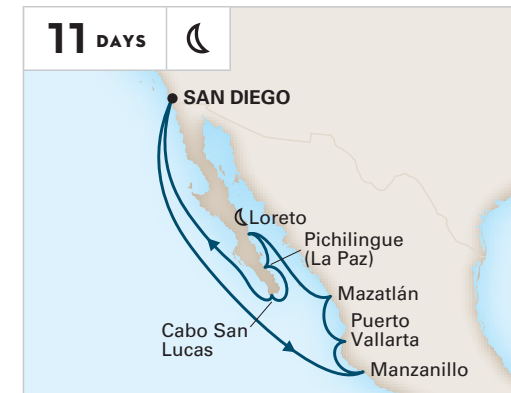 11 DAYS
SAN DIEGO
Loreto
Pichilingue
(La Paz)
Mazatlán
Puerto
Vallarta
Cabo San
Lucas
Manzanillo